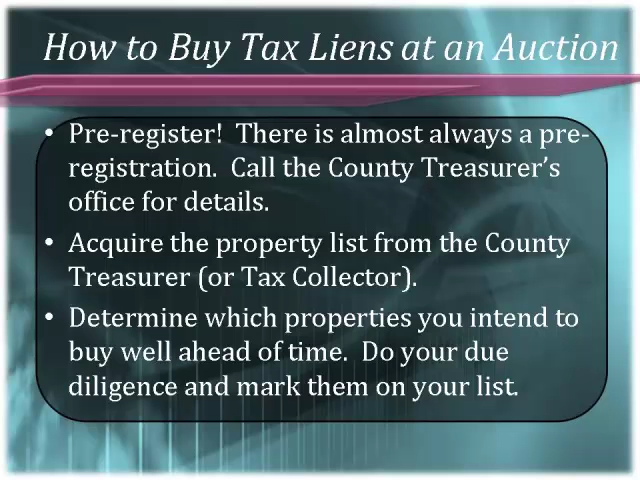 How to Buy Tax Liens at an Auction
• Pre-register!  There is almost always a pre-
registration.  Call the County Treasurer’s
office for details.
• Acquire the property list from the County
Treasurer (or Tax Collector).
• Determine which properties you intend to
buy well ahead of time.  Do your due
diligence and mark them on your list.